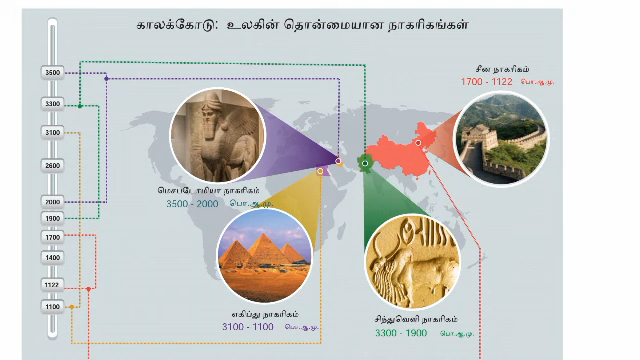 காலக்கோடு: உலகின் தொன்மையான நாகரிகங்கள்
சீன நாகரிகம்
1700 - 1122 பொ.ஆ.மு.
3500
3300
3100
2600
2000
1900
1700
1400
1122
1100
மெசபடோமியா நாகரிகம்
3500 - 2000 பொ.ஆ.மு.
எகிப்து நாகரிகம்
3100 - 1100 பொ.ஆ.மு.
சிந்துவெளி நாகரிகம்
3300 - 1900 பொ.ஆ.மு.